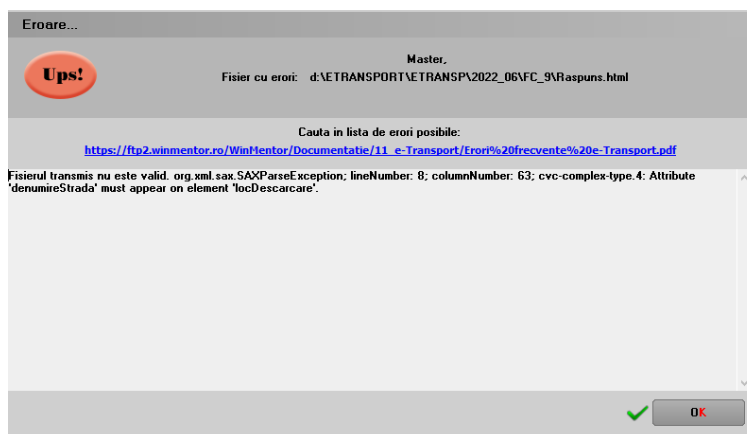 Eroare...
Ups!
Master,
Fisier cu erori: d:\ETRANSPORT\ETRANSP\2022_06\FC_9\Raspuns.html
Cauta in lista de erori posibile:
https://ftp2.winmentor.ro/WinMentor/Documentatie/11_e-Transport/Erori%20frecvente%20e-Transport.pdf
Fisierul transmis nu este valid. org.xml.sax.SAXParseException; lineNumber: 8; columnNumber: 63; cvc-complex-type.4: Attribute
'denumireStrada' must appear on element 'locDescarcare'.
OK